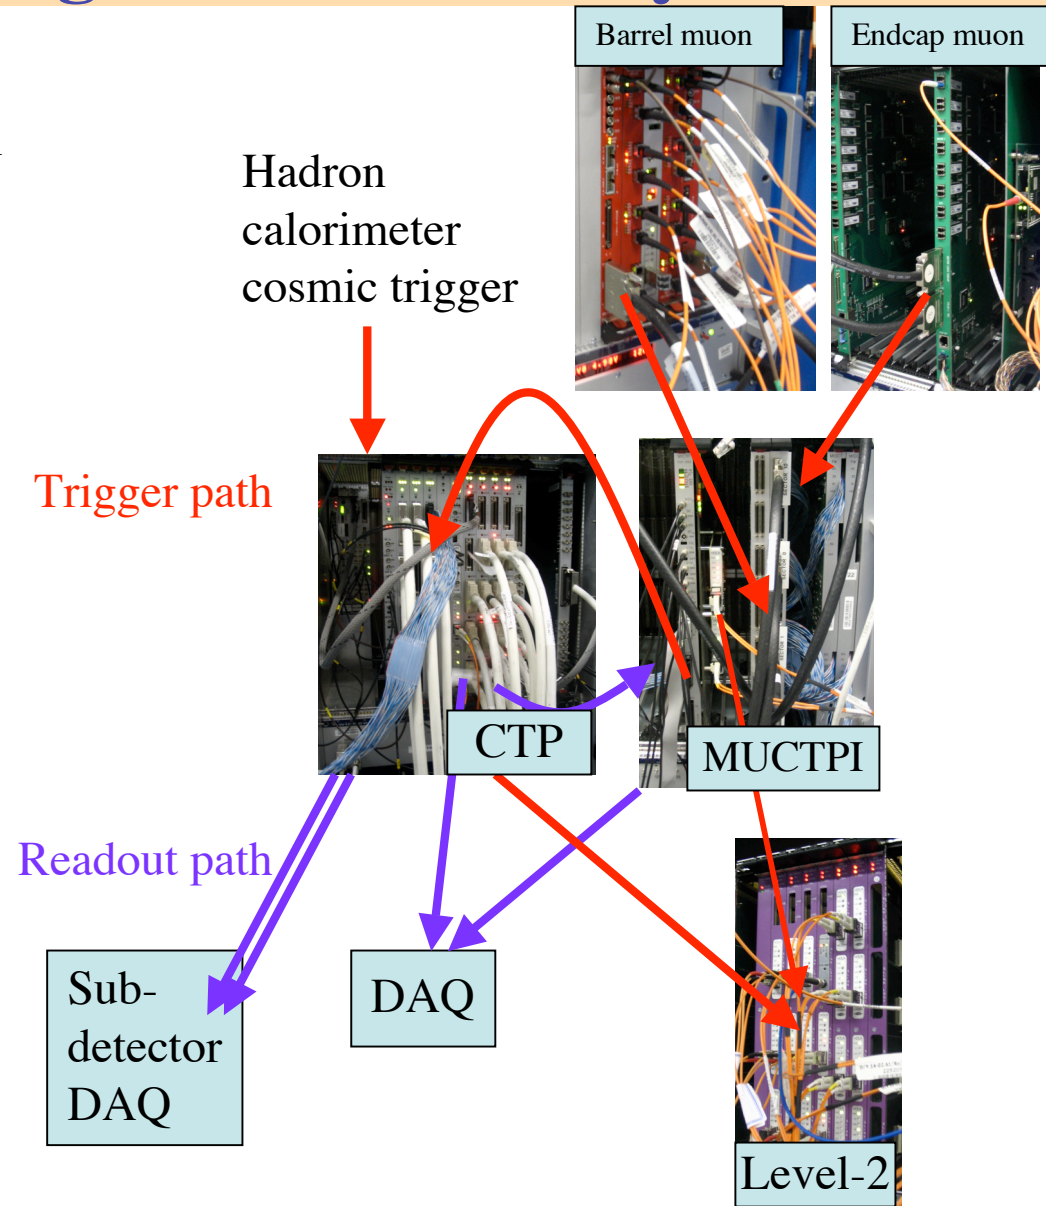 Barrel muon
Endcap muon
Hadron
calorimeter
cosmic trigger
Trigger path
CTP
MUCTPI
Readout path
Sub-
detector
DAQ
DAQ
Level-2